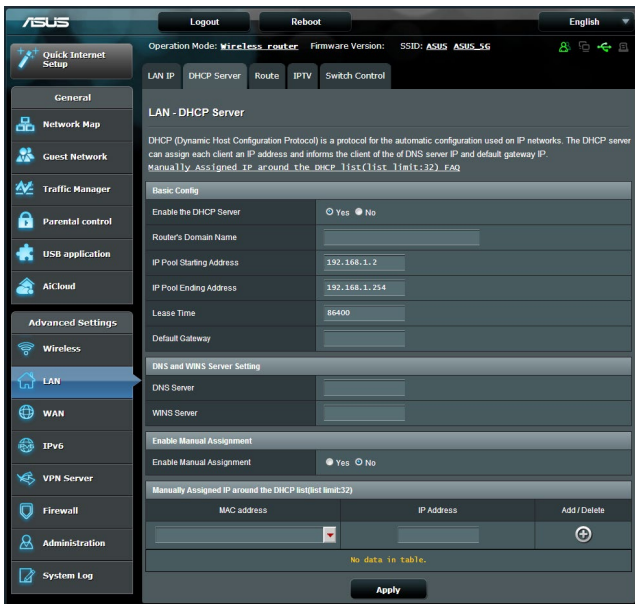 ASUS
Logout
Reboot
English
Quick Internet
Setup
Operation Mode: Wireless router Firmware Version: SSID: ASUS ASUS_5G
LAN IP
DHCP Server
Route
IPTV
Switch Control
General
Network Map
Guest Network
Traffic Manager
Parental control
USB application
AiCloud
Advanced Settings
Wireless
LAN
WAN
IPv6
VPN Server
Firewall
Administration
System Log
LAN - DHCP Server
DHCP (Dynamic Host Configuration Protocol) is a protocol for the automatic configuration used on IP networks. The DHCP server
can assign each client an IP address and informs the client of the of DNS server IP and default gateway IP.
Manually Assigned IP around the DHCP list(list limit:32) FAQ
Basic Config
Enable the DHCP Server Yes No
Router's Domain Name
IP Pool Starting Address 192.168.1.2
IP Pool Ending Address 192.168.1.254
Lease Time 86400
Default Gateway
DNS and WINS Server Setting
DNS Server
WINS Server
Enable Manual Assignment
Enable Manual Assignment Yes No
Manually Assigned IP around the DHCP list(list limit:32)
MAC address IP Address Add / Delete
No data in table.
Apply